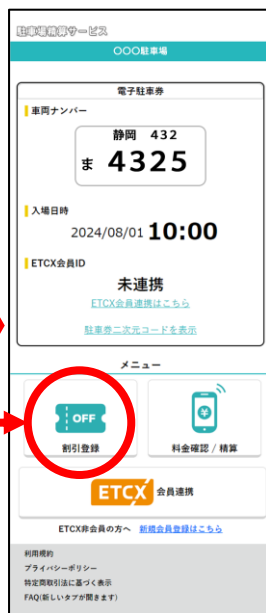 駐車場精算サービス
〇〇〇駐車場
電子駐車券
車両ナンバー
静岡 432
ま 4325
入場日時
2024/08/01 10:00
ETCX会員ID
未連携
ETCX会員連携はこちら
駐車券二次元コードを表示
メニュー
OFF
割引登録
料金確認 / 精算
ETCX 会員連携
ETCX非会員の方へ 新規会員登録はこちら
利用規約
プライバシーポリシー
特定商取引法に基づく表示
FAQ(新しいタブが開きます)